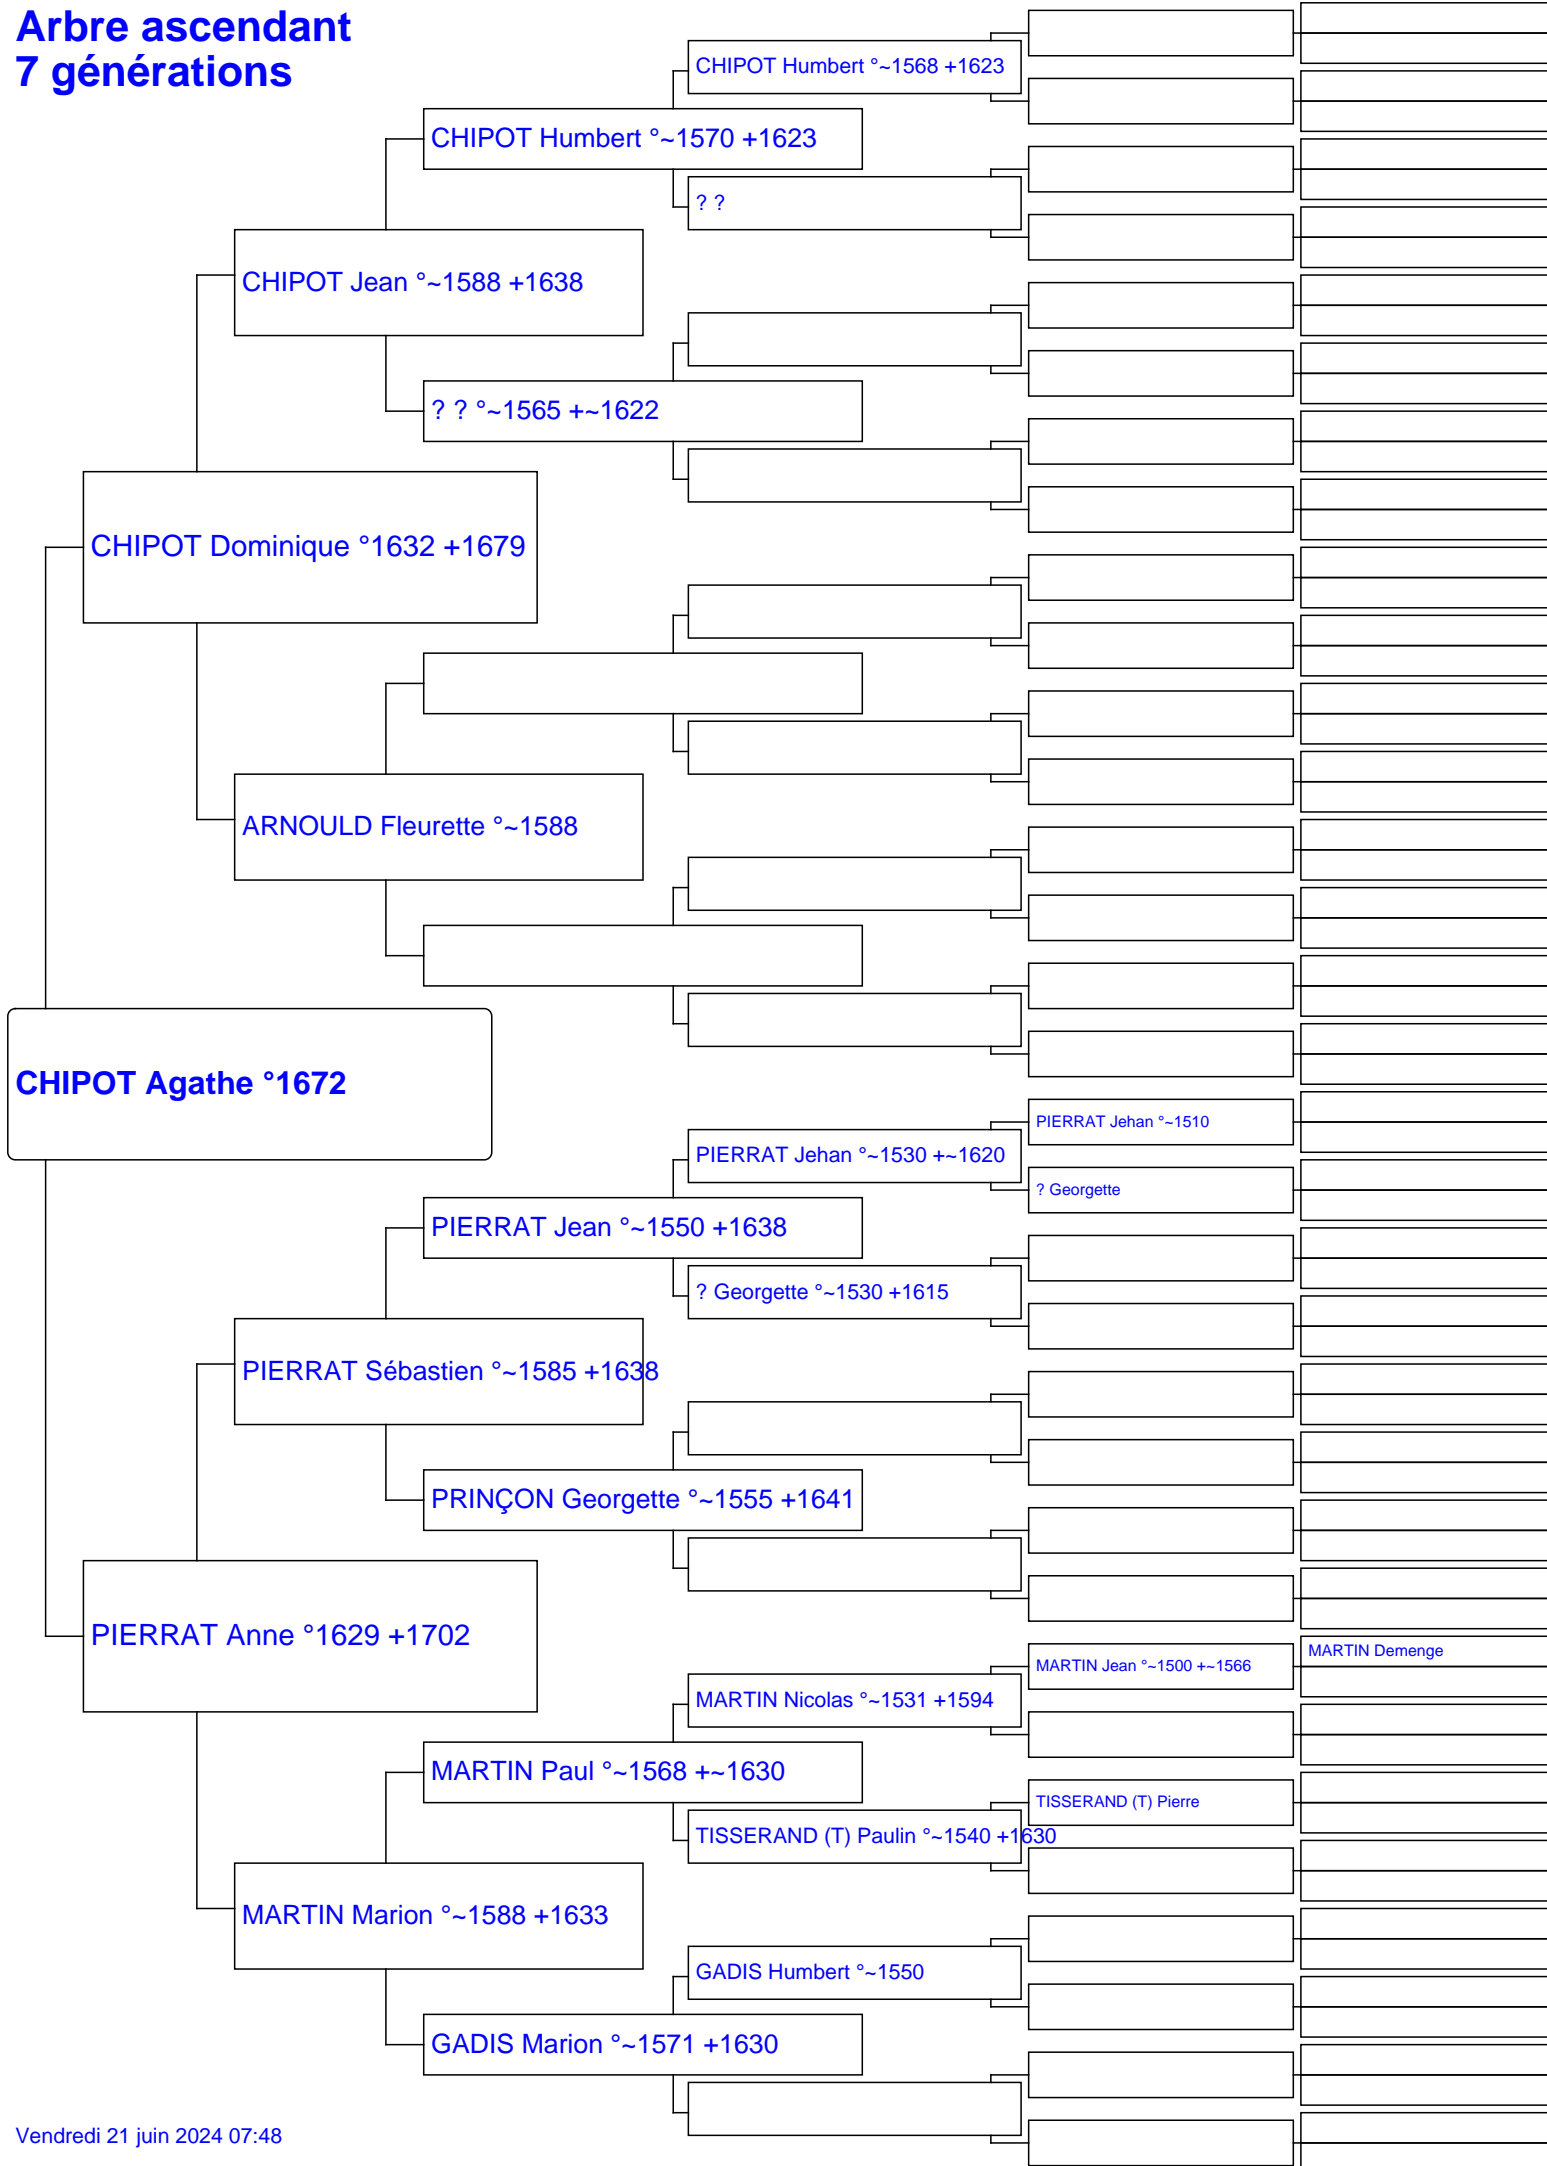 Arbre ascendant
7 générations
CHIPOT Humbert °~1568 +1623
CHIPOT Humbert °~1570 +1623
? ?
CHIPOT Jean °~1588 +1638
? ? °~1565 +~1622
CHIPOT Dominique °1632 +1679
ARNOULD Fleurette °~1588
CHIPOT Agathe °1672
PIERRAT Jehan °~1510
PIERRAT Jehan °~1530 +~1620
? Georgette
PIERRAT Jean °~1550 +1638
? Georgette °~1530 +1615
PIERRAT Sébastien °~1585 +1638
PRINÇON Georgette °~1555 +1641
PIERRAT Anne °1629 +1702
MARTIN Demenge
MARTIN Jean °~1500 +~1566
MARTIN Nicolas °~1531 +1594
MARTIN Paul °~1568 +~1630
TISSERAND (T) Pierre
TISSERAND (T) Paulin °~1540 +1630
MARTIN Marion °~1588 +1633
GADIS Humbert °~1550
GADIS Marion °~1571 +1630
Vendredi 21 juin 2024 07:48